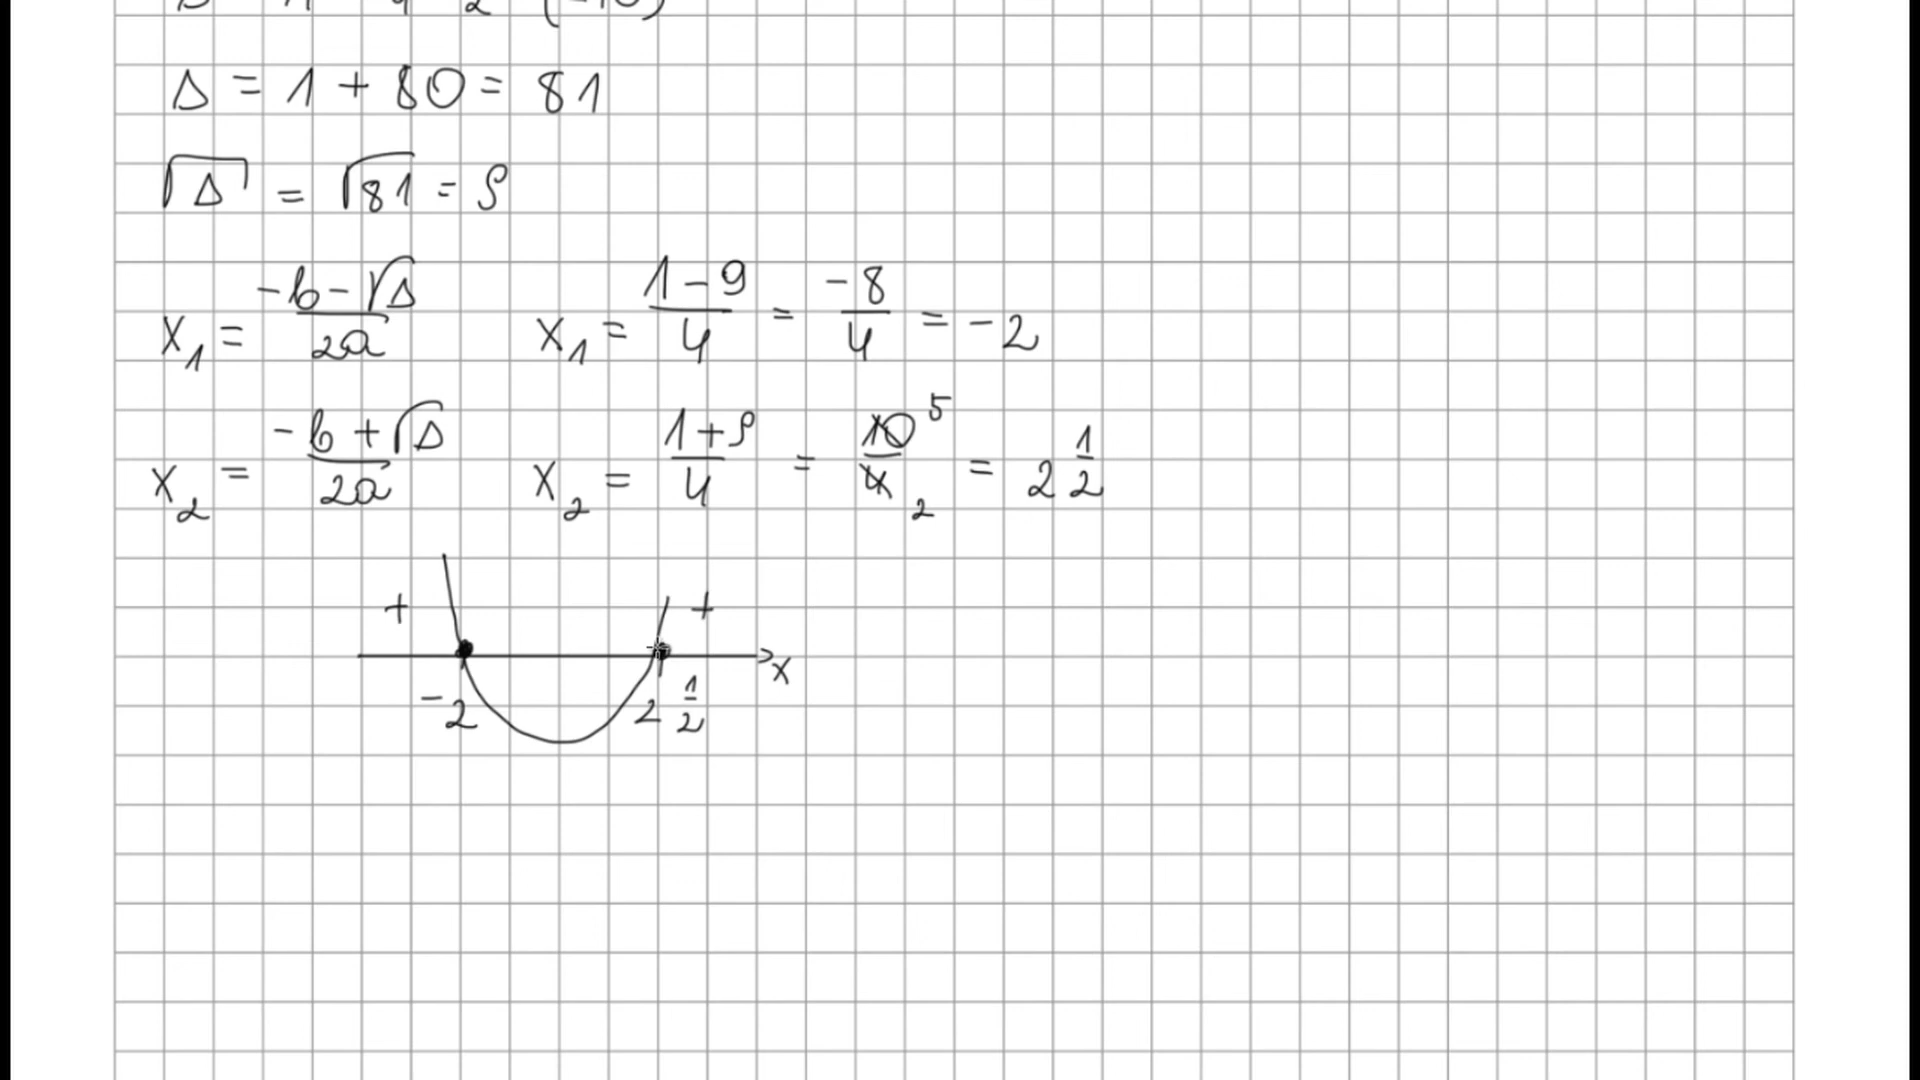 Δ = 1 + 80 = 81
√Δ = √81 = 9
x₁ = (-b-√Δ)/2a x₁ = (1-9)/4 = -8/4 = -2
x₂ = (-b+√Δ)/2a x₂ = (1+9)/4 = 10/4 5/2 = 2 1/2
+ +
x
-2 2 1/2